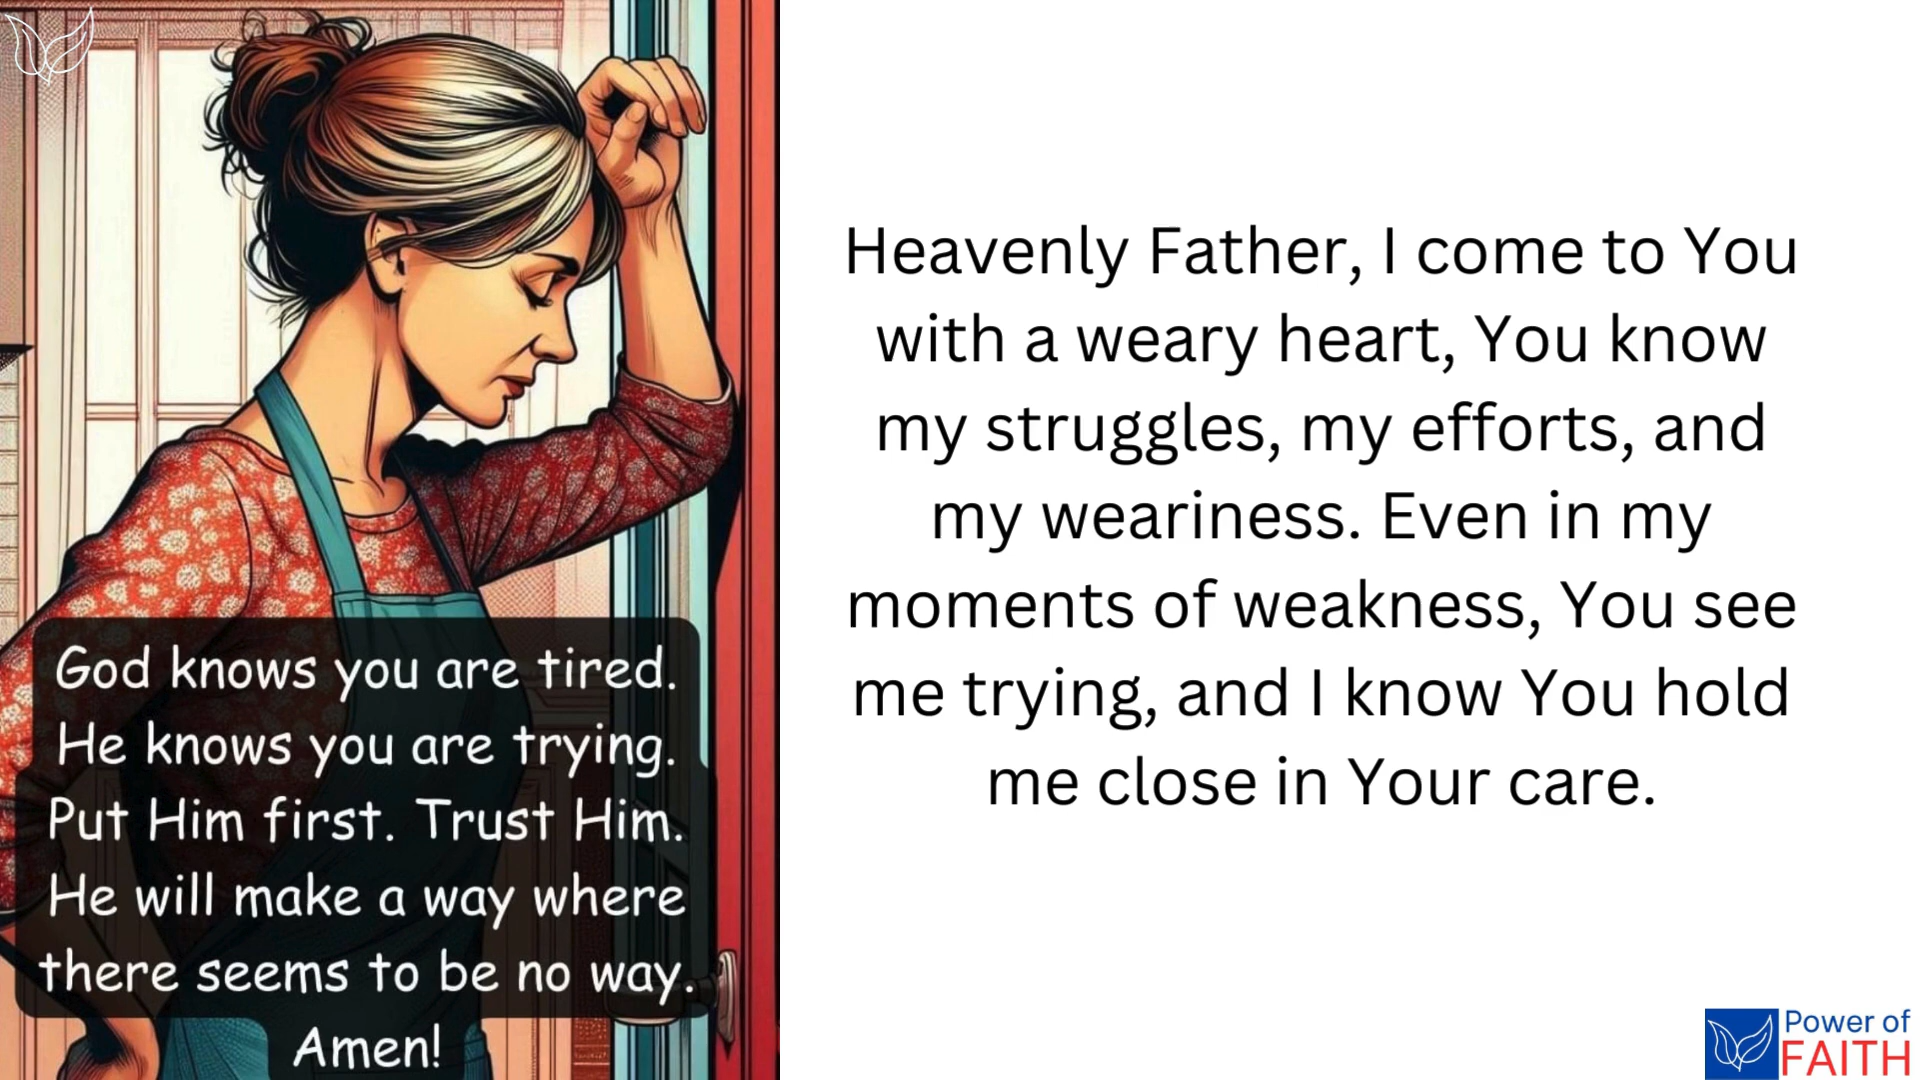 God knows you are tired.
He knows you are trying.
Put Him first. Trust Him.
He will make a way where
there seems to be no way.
Amen!
Heavenly Father, I come to You
with a weary heart, You know
my struggles, my efforts, and
my weariness. Even in my
moments of weakness, You see
me trying, and I know You hold
me close in Your care.
Power of
FAITH